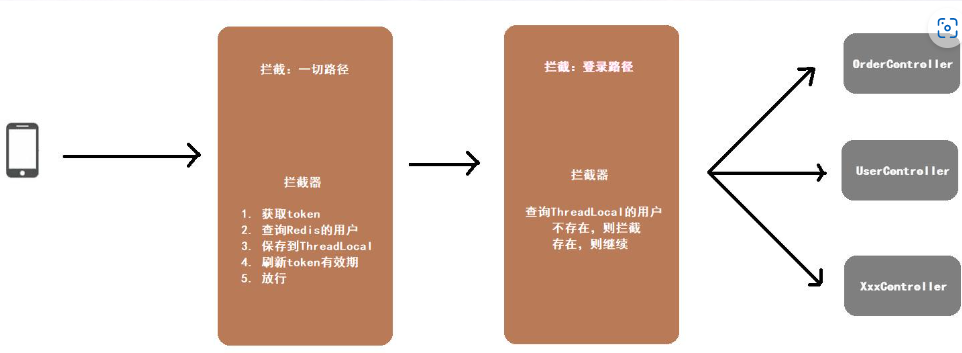 拦截：一切路径
拦截器
1. 获取token
2. 查询Redis的用户
3. 保存到ThreadLocal
4. 刷新token有效期
5. 放行
拦截：登录路径
拦截器
查询ThreadLocal的用户
不存在，则拦截
存在，则继续
OrderController
UserController
XxxController